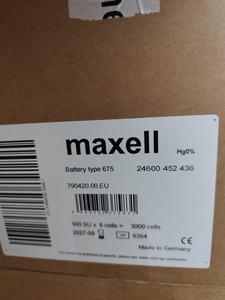 maxell
Hg0%
Battery type 675
24600 452 436
790420.00.EU
500 SU x 6 cells = 3000 cells
2027-09
6354
Made in Germany